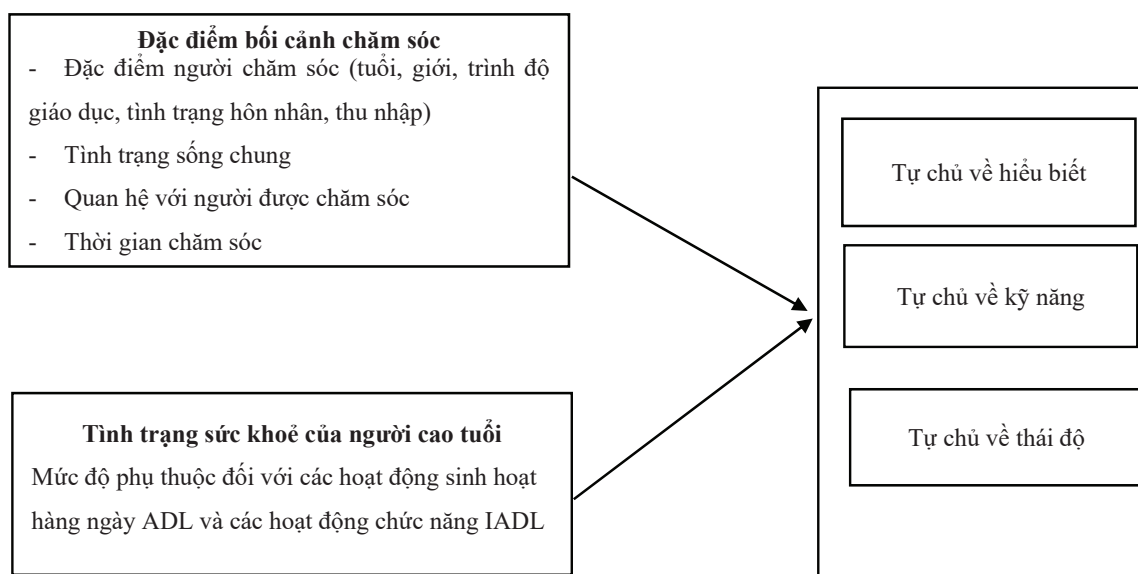 Đặc điểm bối cảnh chăm sóc
- Đặc điểm người chăm sóc (tuổi, giới, trình độ
giáo dục, tình trạng hôn nhân, thu nhập)
- Tình trạng sống chung
- Quan hệ với người được chăm sóc
- Thời gian chăm sóc
Tình trạng sức khoẻ của người cao tuổi
Mức độ phụ thuộc đối với các hoạt động sinh hoạt
hàng ngày ADL và các hoạt động chức năng IADL
Tự chủ về hiểu biết
Tự chủ về kỹ năng
Tự chủ về thái độ